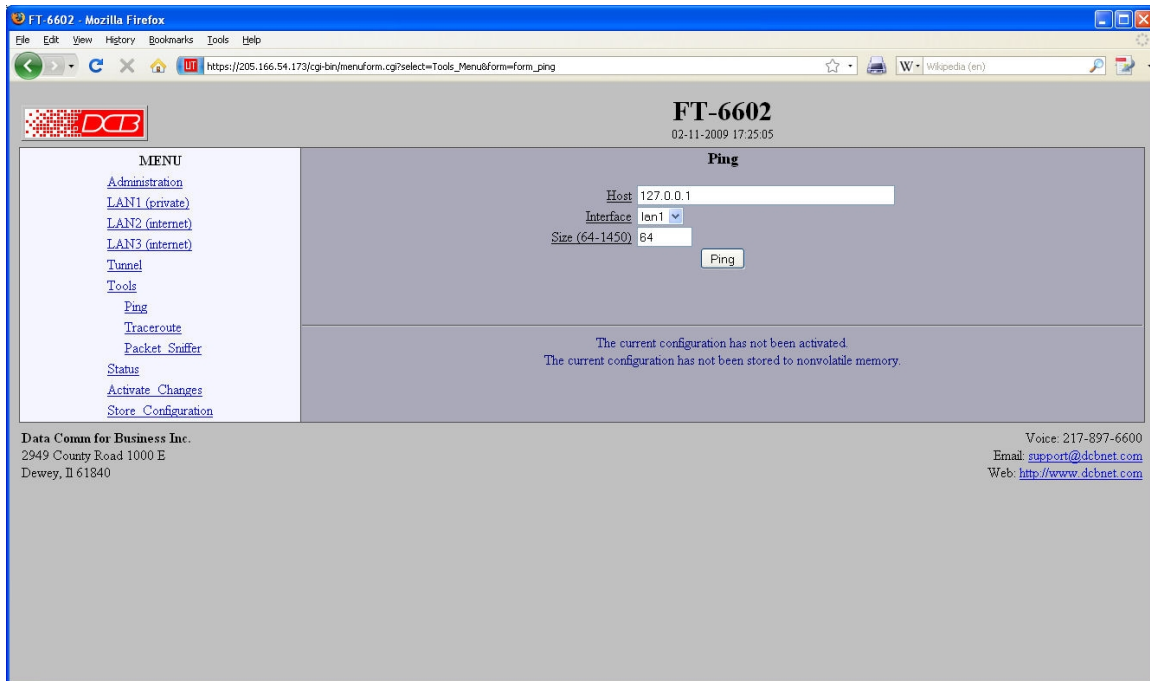 FT-6602 - Mozilla Firefox
File Edit View History Bookmarks Tools Help
UT https://205.166.54.173/cgi-bin/menuform.cgi?select=Tools_Menu&form=form_ping W Wikipedia (en)
DCB
FT-6602
02-11-2009 17:25:05
MENU
Administration
LAN1 (private)
LAN2 (internet)
LAN3 (internet)
Tunnel
Tools
Ping
Traceroute
Packet Sniffer
Status
Activate Changes
Store Configuration
Ping
Host 127.0.0.1
Interface lan1
Size (64-1450) 64
Ping
The current configuration has not been activated.
The current configuration has not been stored to nonvolatile memory.
Data Comm for Business Inc.
2949 County Road 1000 E
Dewey, Il 61840
Voice: 217-897-6600
Email: support@dcbnet.com
Web: http://www.dcbnet.com